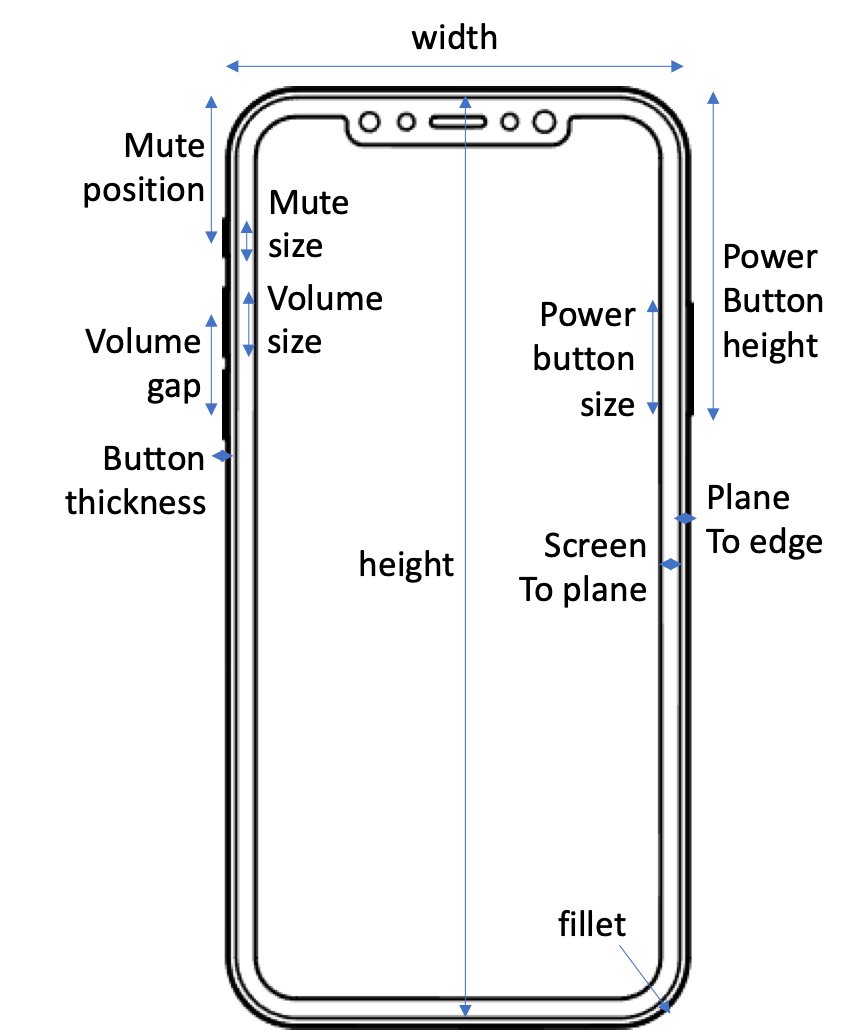 width
Mute
position
Mute
size
Power
Button
height
Volume
size
Power
button
size
Volume
gap
Button
thickness
Plane
To edge
Screen
To plane
height
fillet